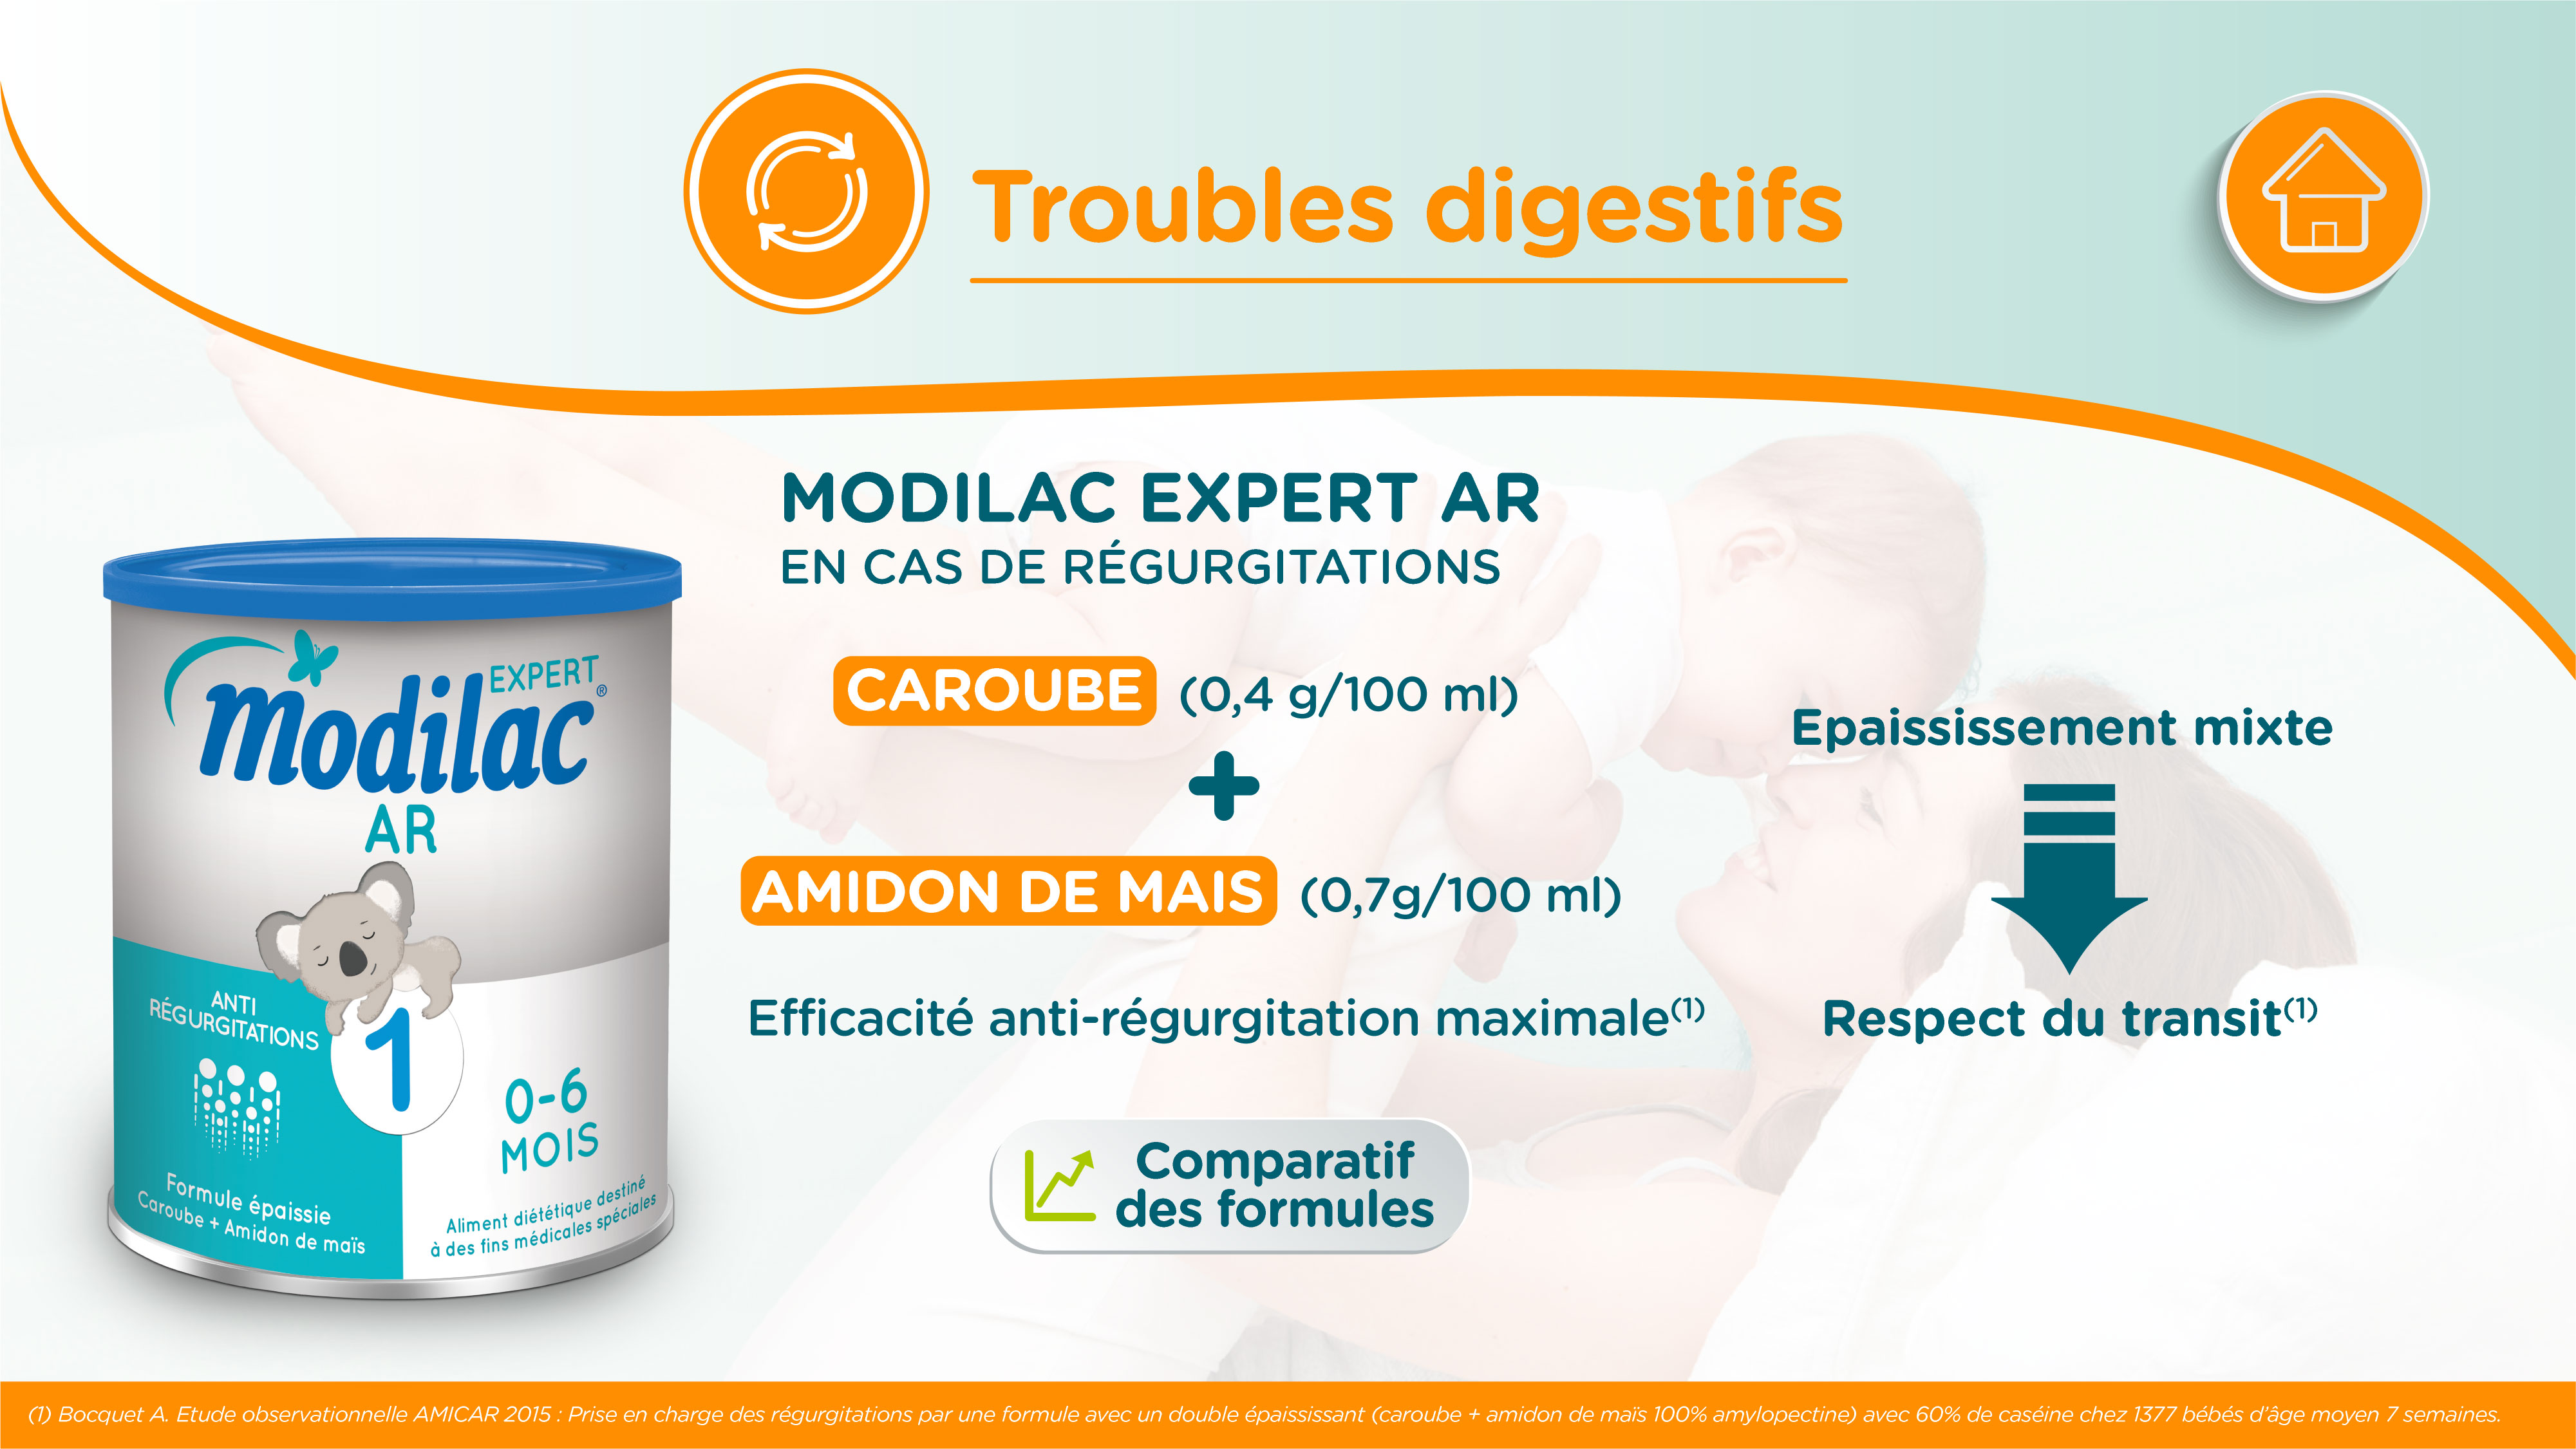 Troubles digestifs
MODILAC EXPERT AR
EN CAS DE RÉGURGITATIONS
CAROUBE (0,4 g/100 ml)
+
AMIDON DE MAIS (0,7g/100 ml)
Efficacité anti-régurgitation maximale(1)
Epaississement mixte
Respect du transit(1)
Comparatif
des formules
EXPERT
modilac®
AR
ANTI
RÉGURGITATIONS
1
0-6
MOIS
Formule épaissie
Caroube + Amidon de maïs
Aliment diététique destiné
à des fins médicales spéciales
(1) Bocquet A. Etude observationnelle AMICAR 2015 : Prise en charge des régurgitations par une formule avec un double épaississant (caroube + amidon de maïs 100% amylopectine) avec 60% de caséine chez 1377 bébés d'âge moyen 7 semaines.